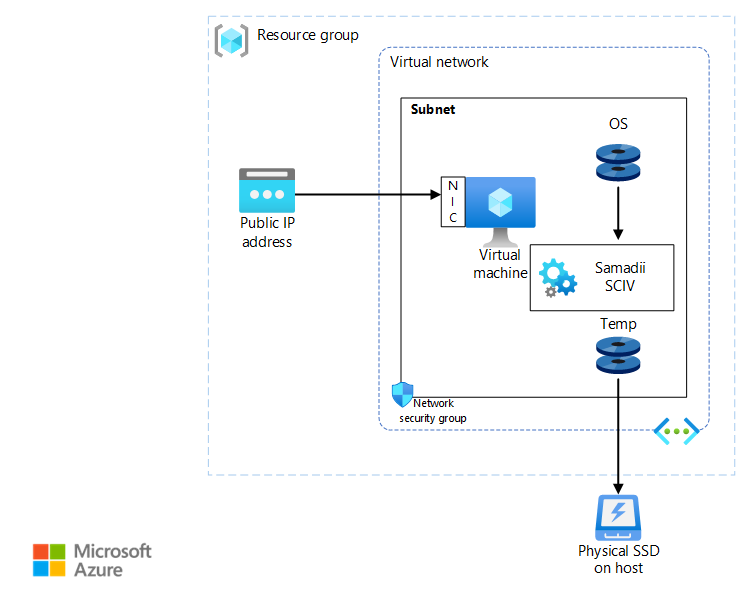 Resource group
Virtual network
Subnet
OS
Public IP
address
N
I
C
Virtual
machine
Samadii
SCIV
Temp
Network
security group
Physical SSD
on host
Microsoft
Azure